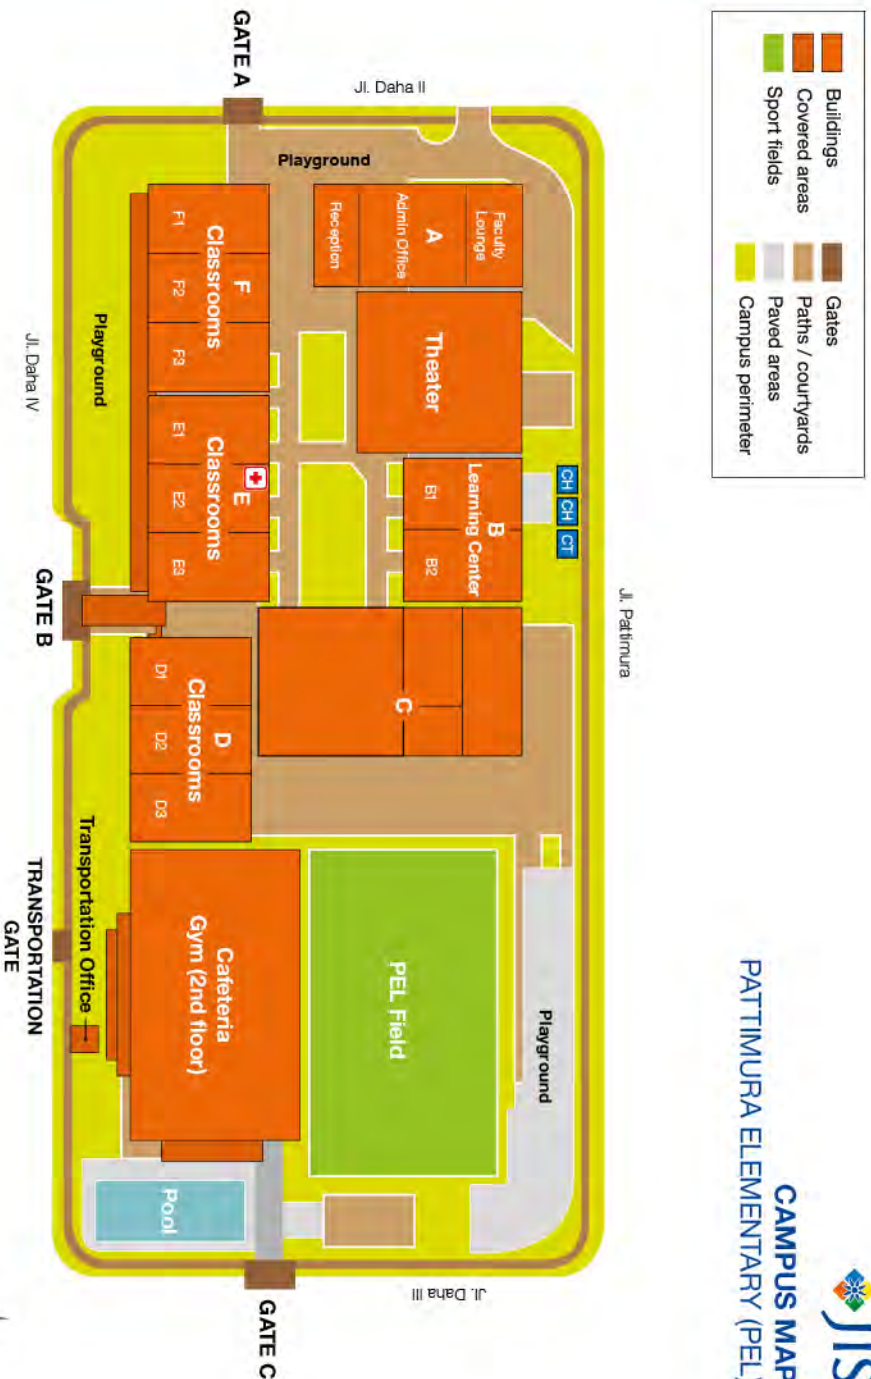 JIS
CAMPUS MAP
PATTIMURA ELEMENTARY (PEL)
Buildings
Covered areas
Sport fields
Gates
Paths / courtyards
Paved areas
Campus perimeter
Jl. Pattimura
Jl. Daha II
GATE A
Playground
Faculty
Lounge
A
Admin Office
Reception
Theater
CH
CH
CT
B
Learning Center
B1
B2
C
F
Classrooms
F1
F2
F3
E
Classrooms
E1
E2
E3
Playground
Jl. Daha IV
GATE B
D
Classrooms
D1
D2
D3
Playground
PEL Field
Cafeteria
Gym (2nd floor)
Transportation Office
TRANSPORTATION
GATE
Pool
Jl. Daha III
GATE C